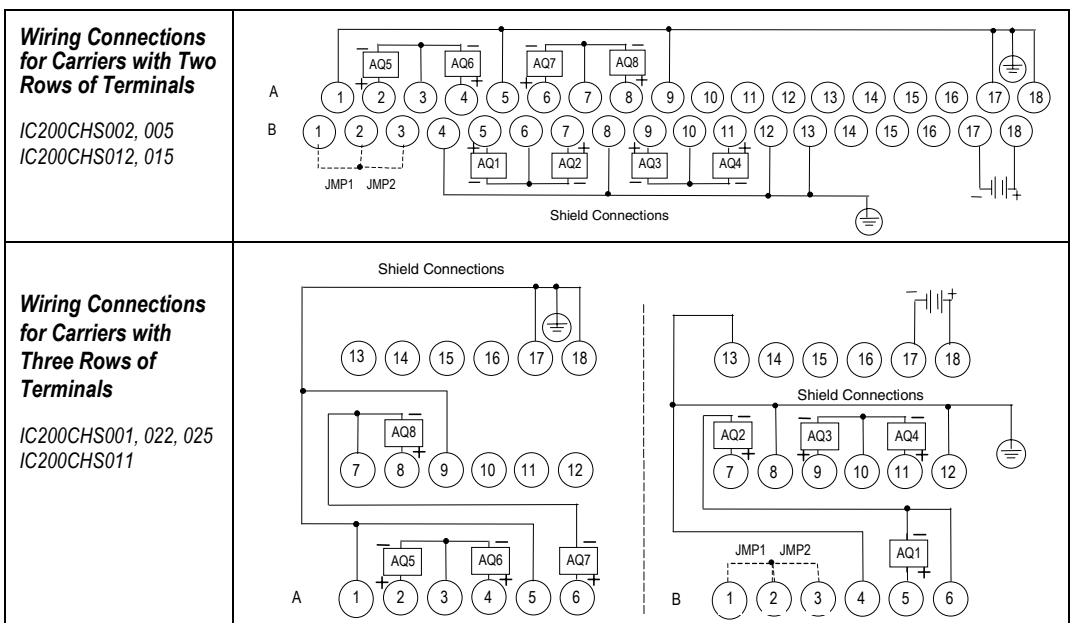 Wiring Connections
for Carriers with Two
Rows of Terminals
IC200CHS002, 005
IC200CHS012, 015
AQ5 AQ6 AQ7 AQ8
A 1 2 3 4 5 6 7 8 9 10 11 12 13 14 15 16 17 18
B 1 2 3 4 5 6 7 8 9 10 11 12 13 14 15 16 17 18
AQ1 AQ2 AQ3 AQ4
JMP1 JMP2
Shield Connections
Wiring Connections
for Carriers with
Three Rows of
Terminals
IC200CHS001, 022, 025
IC200CHS011
Shield Connections
13 14 15 16 17 18
AQ8
7 8 9 10 11 12
AQ5 AQ6 AQ7
A 1 2 3 4 5 6
13 14 15 16 17 18
Shield Connections
AQ2 AQ3 AQ4
7 8 9 10 11 12
JMP1 JMP2 AQ1
B 1 2 3 4 5 6